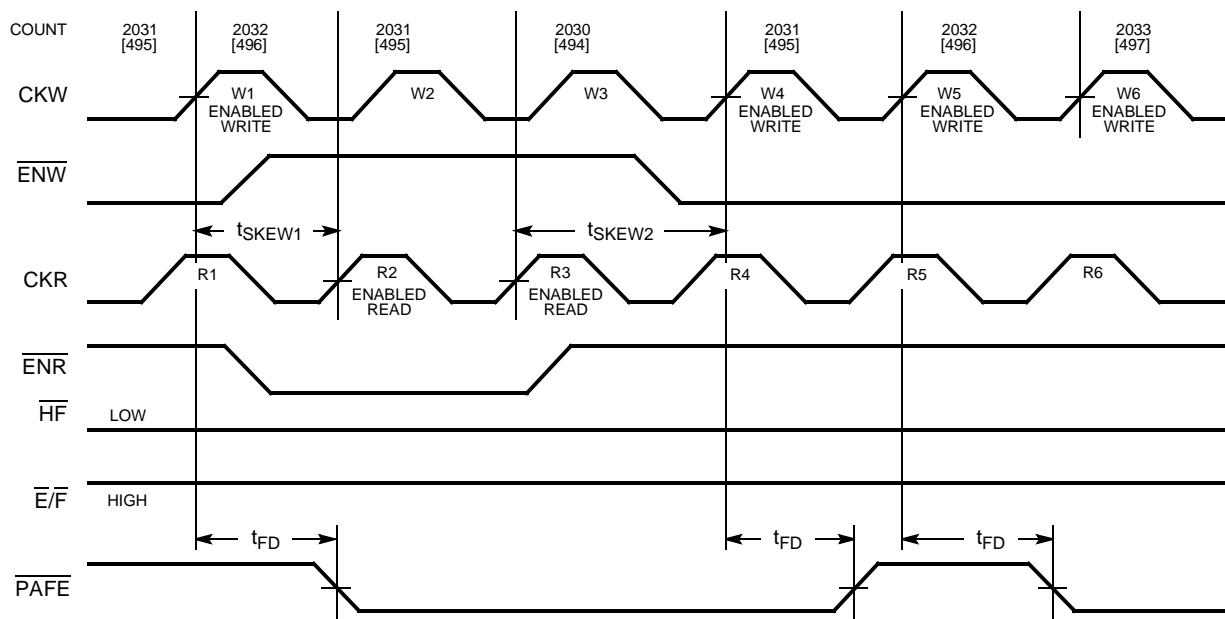 COUNT 2031 2032 2031 2030 2031 2032 2033
[495] [496] [495] [494] [495] [496] [497]
CKW W1 W2 W3 W4 W5 W6
ENABLED ENABLED ENABLED ENABLED
WRITE WRITE WRITE WRITE
ENW
tSKEW1 tSKEW2
CKR R1 R2 R3 R4 R5 R6
ENABLED ENABLED
READ READ
ENR
HF LOW
E/F HIGH
tFD tFD tFD
PAFE